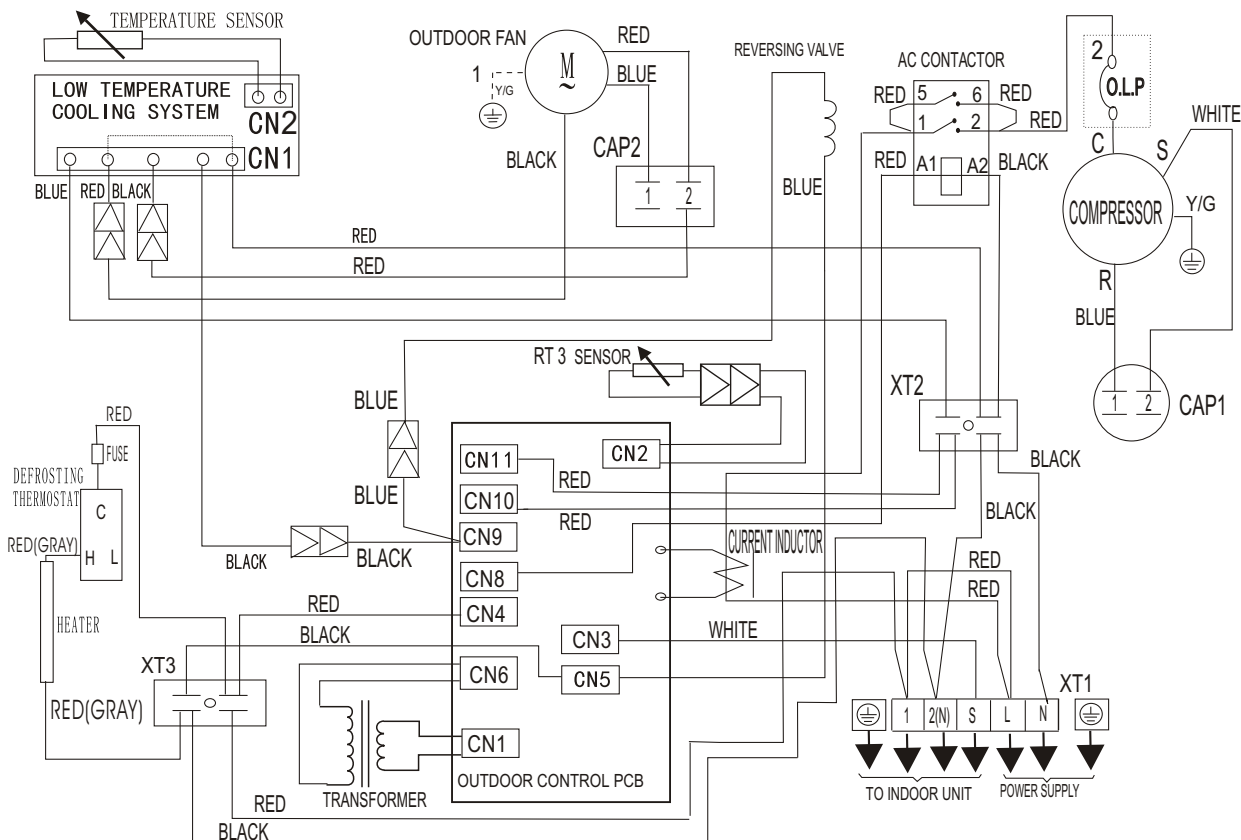 TEMPERATURE SENSOR
LOW TEMPERATURE
COOLING SYSTEM
CN2
CN1
BLUE
RED
BLACK
OUTDOOR FAN
1
Y/G
M
~
RED
BLUE
BLACK
CAP2
1
2
RED
RED
REVERSING VALVE
BLUE
AC CONTACTOR
RED
5
6
RED
1
2
RED
RED
A1
A2
BLACK
2
O.L.P
WHITE
C
S
COMPRESSOR
Y/G
R
BLUE
1
2
CAP1
RT 3 SENSOR
XT2
BLACK
BLACK
BLUE
BLUE
RED
FUSE
DEFROSTING
THERMOSTAT
C
H
L
RED(GRAY)
HEATER
XT3
RED(GRAY)
BLACK
BLACK
RED
BLACK
CN11
CN2
RED
CN10
RED
CN9
CN8
CN4
CN3
WHITE
CN6
CN5
CN1
OUTDOOR CONTROL PCB
TRANSFORMER
CURRENT INDUCTOR
RED
RED
XT1
1
2(N)
S
L
N
TO INDOOR UNIT
POWER SUPPLY
RED
BLACK